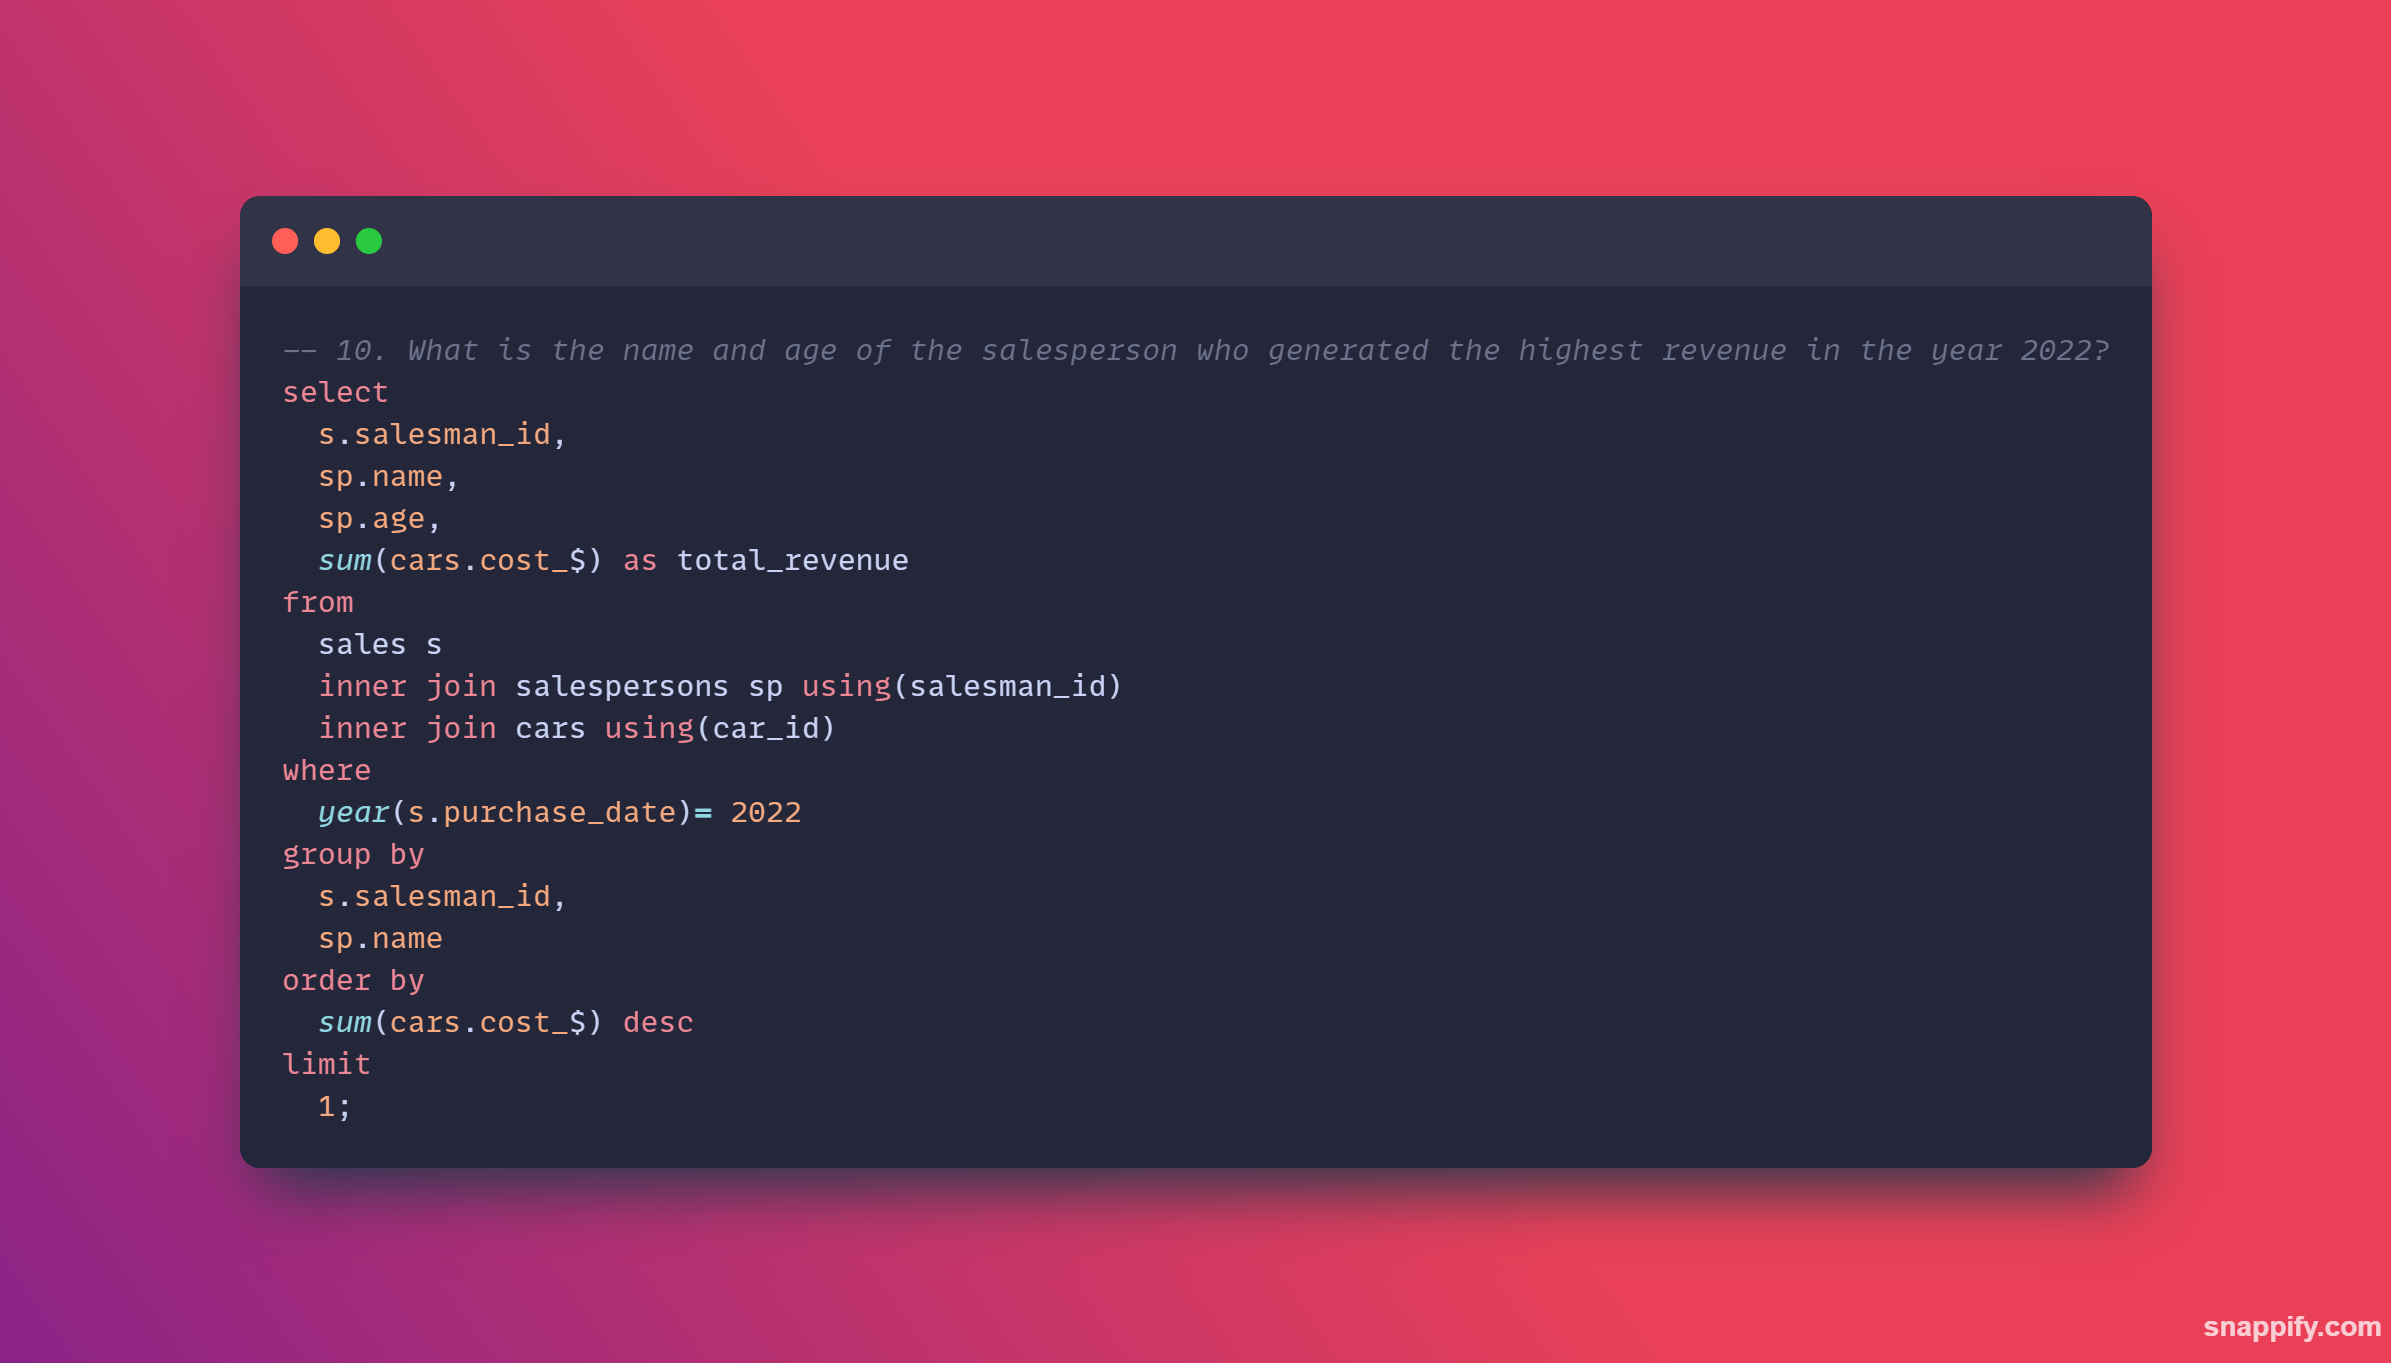 -- 10. What is the name and age of the salesperson who generated the highest revenue in the year 2022?
select
  s.salesman_id,
  sp.name,
  sp.age,
  sum(cars.cost_$) as total_revenue
from
  sales s
  inner join salespersons sp using(salesman_id)
  inner join cars using(car_id)
where
  year(s.purchase_date)= 2022
group by
  s.salesman_id,
  sp.name
order by
  sum(cars.cost_$) desc
limit
  1;
snappify.com